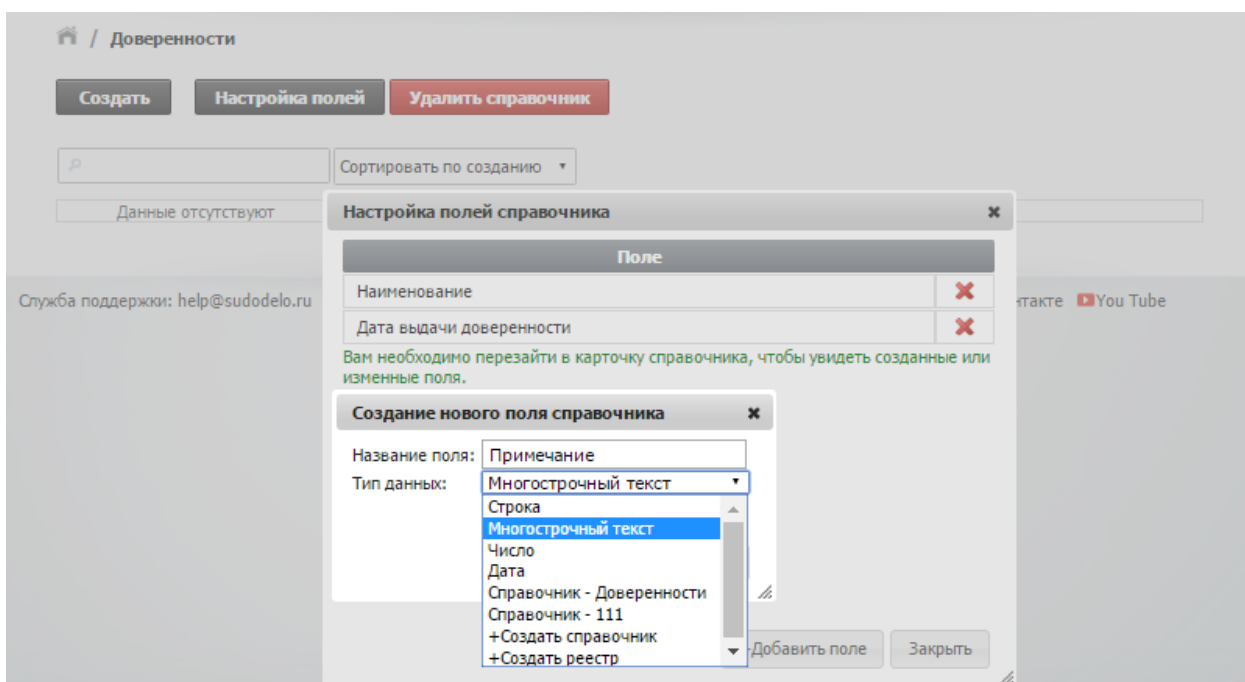 / Доверенности
Создать Настройка полей Удалить справочник
Сортировать по созданию
Данные отсутствуют
Настройка полей справочника
Поле
Наименование
Служба поддержки: help@sudodelo.ru
нтакте You Tube
Дата выдачи доверенности
Вам необходимо перезайти в карточку справочника, чтобы увидеть созданные или
изменные поля.
Создание нового поля справочника
Название поля: Примечание
Тип данных: Многострочный текст
Строка
Многострочный текст
Число
Дата
Справочник - Доверенности
Справочник - 111
+Создать справочник
+Создать реестр
Добавить поле Закрыть